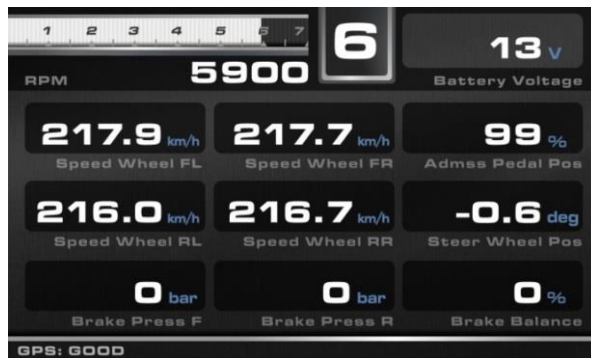 1 2 3 4 5 6 7
6
13 V
RPM 5900
Battery Voltage
217.9 km/h 217.7 km/h 99 %
Speed Wheel FL Speed Wheel FR Admss Pedal Pos
216.0 km/h 216.7 km/h -0.6 deg
Speed Wheel RL Speed Wheel RR Steer Wheel Pos
0 bar 0 bar 0 %
Brake Press F Brake Press R Brake Balance
GPS: GOOD